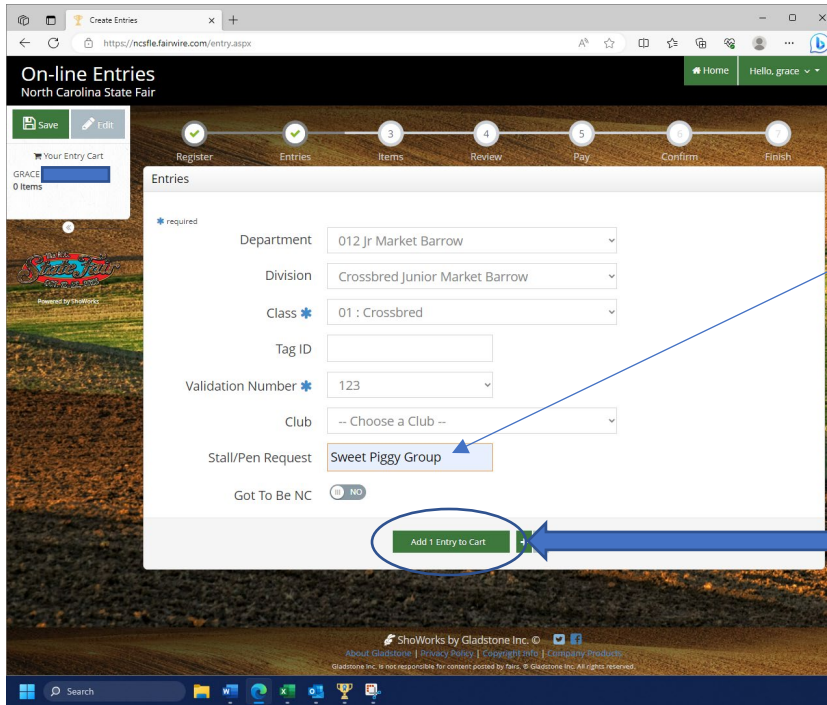 Create Entries
https://ncsfle.fairwire.com/entry.aspx
On-line Entries
North Carolina State Fair
Home
Hello, grace
Save
Edit
Your Entry Cart
GRACE
0 Items
Powered by ShoWorks
3
4
5
6
7
Register
Entries
Items
Review
Pay
Confirm
Finish
Entries
* required
Department
012 Jr Market Barrow
Division
Crossbred Junior Market Barrow
Class *
01 : Crossbred
Tag ID
Validation Number *
123
Club
-- Choose a Club --
Stall/Pen Request
Sweet Piggy Group
Got To Be NC
NO
Add 1 Entry to Cart
+
ShoWorks by Gladstone Inc. ©
About Gladstone | Privacy Policy | Copyright Info | Company Products
Gladstone Inc. is not responsible for content posted by fairs. © Gladstone Inc. All rights reserved.
Search